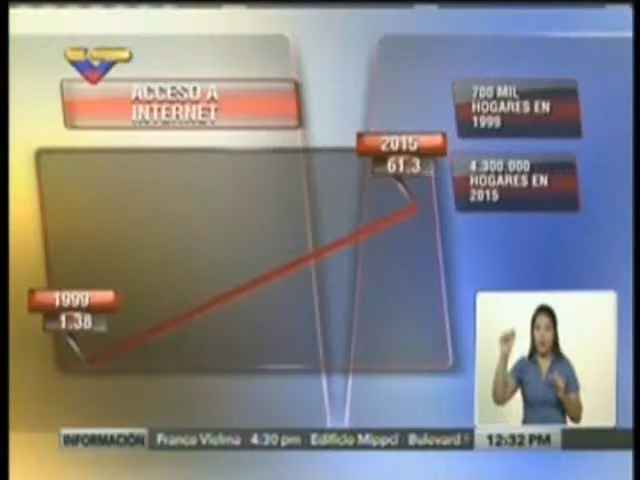 ACCESO A
INTERNET
700 MIL
HOGARES EN
1999
2015
61.3
4.300.000
HOGARES EN
2015
1999
1.38
INFORMACIÓN Franco Vielma 4:30 pm Edificio Mippci Bulevard 12:32 PM